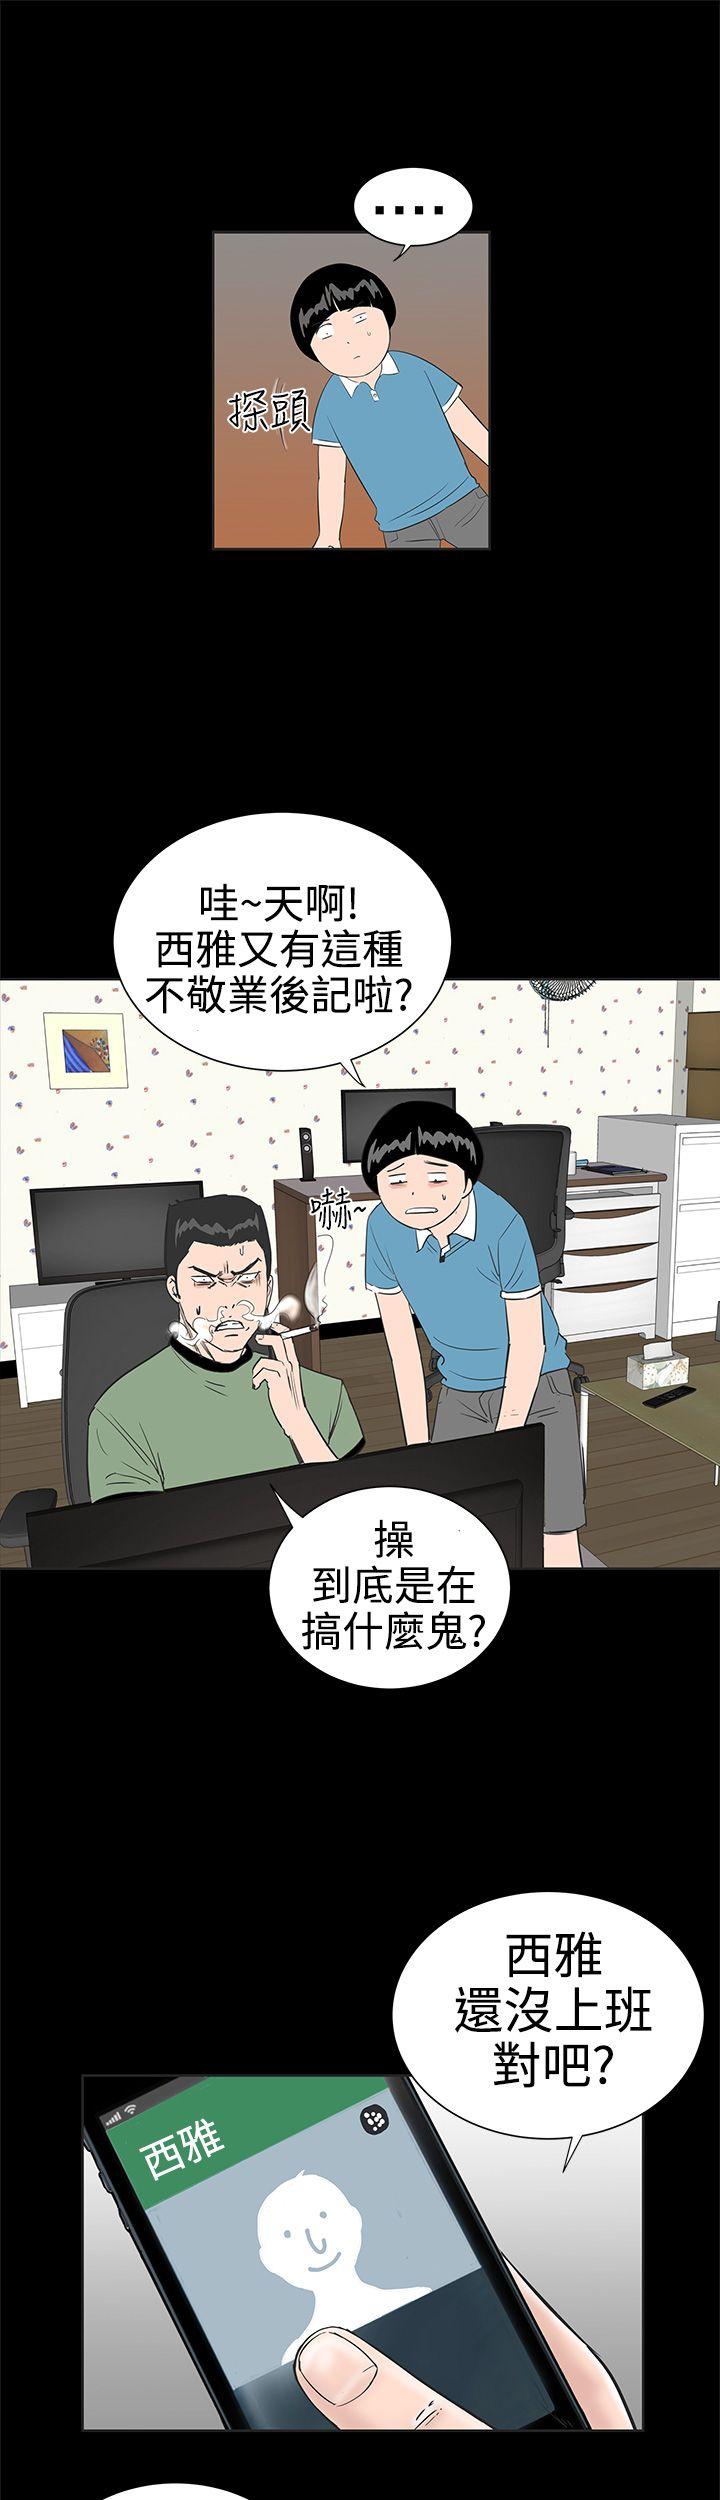 ....
探頭
哇~天啊!
西雅又有這種
不敬業後記啦?
嚇~
操
到底是在
搞什麼鬼?
西雅
還沒上班
對吧?
西雅